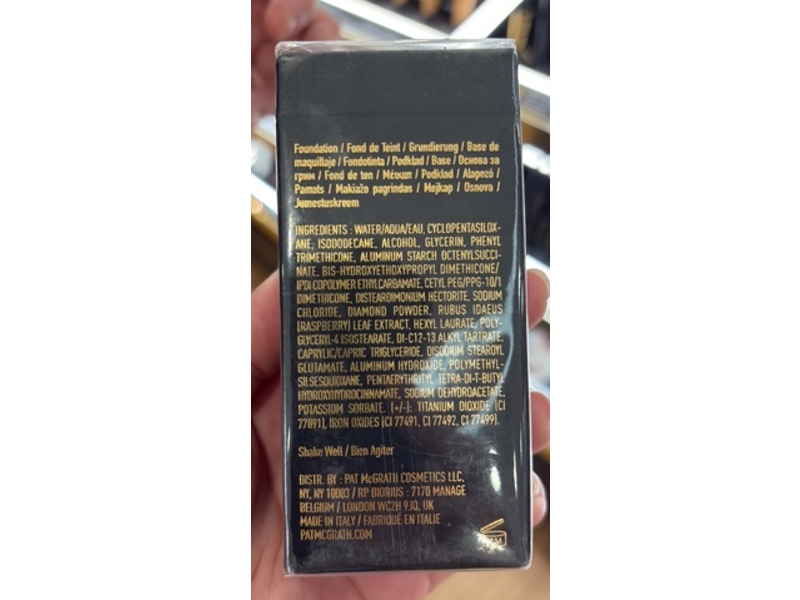 Foundation / Fond de Teint / Grundierung / Base de
maquillaje / Fondotinta / Podkład / Base / Основа за
грим / Fond de ten / Μέικαπ / Podklad / Alapozó /
Pamats / Makiažo pagrindas / Mejkap / Osnova /
Jumestuskreem
INGREDIENTS : WATER/AQUA/EAU, CYCLOPENTASILOX-
ANE, ISODODECANE, ALCOHOL, GLYCERIN, PHENYL
TRIMETHICONE, ALUMINUM STARCH OCTENYLSUCCI-
NATE, BIS-HYDROXYETHOXYPROPYL DIMETHICONE/
IPDI COPOLYMER ETHYLCARBAMATE, CETYL PEG/PPG-10/1
DIMETHICONE, DISTEARDIMONIUM HECTORITE, SODIUM
CHLORIDE, DIAMOND POWDER, RUBUS IDAEUS
(RASPBERRY) LEAF EXTRACT, HEXYL LAURATE, POLY-
GLYCERYL-4 ISOSTEARATE, DI-C12-13 ALKYL TARTRATE,
CAPRYLIC/CAPRIC TRIGLYCERIDE, DISODIUM STEAROYL
GLUTAMATE, ALUMINUM HYDROXIDE, POLYMETHYL-
SILSESQUIOXANE, PENTAERYTHRITYL TETRA-DI-T-BUTYL
HYDROXYHYDROCINNAMATE, SODIUM DEHYDROACETATE,
POTASSIUM SORBATE. [+/-]: TITANIUM DIOXIDE (CI
77891), IRON OXIDES (CI 77491, CI 77492, CI 77499).
Shake Well / Bien Agiter
DISTR. BY : PAT McGRATH COSMETICS LLC,
NY, NY 10003 / RP BIORIUS : 7170 MANAGE
BELGIUM / LONDON WC2H 9JQ, UK
MADE IN ITALY / FABRIQUÉ EN ITALIE
PATMCGRATH.COM